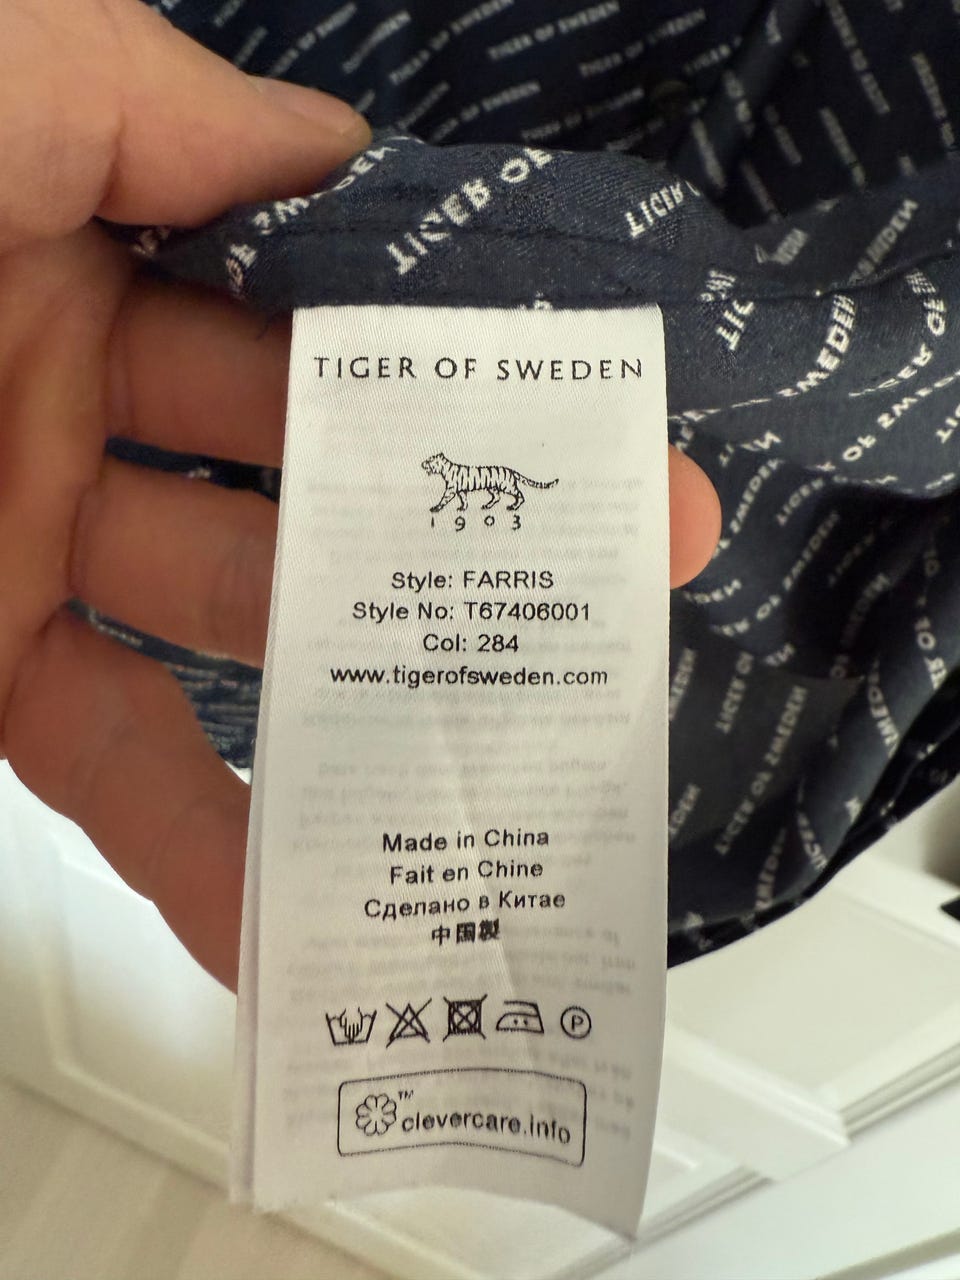 TIGER OF SWEDEN
1903
Style: FARRIS
Style No: T67406001
Col: 284
www.tigerofsweden.com
Made in China
Fait en Chine
Сделано в Китае
中国製
P
™
clevercare.info